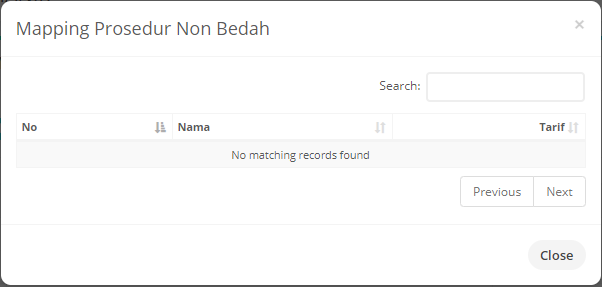 Mapping Prosedur Non Bedah
×
Search:
No Nama Tarif
No matching records found
Previous Next
Close